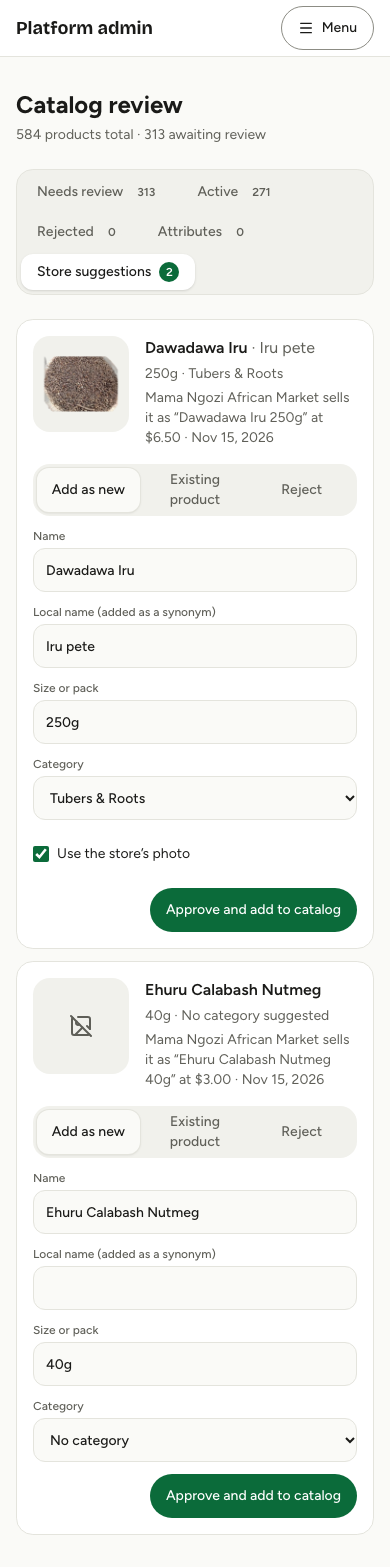 Platform admin
Menu
Catalog review
584 products total · 313 awaiting review
Needs review 313
Active 271
Rejected 0
Attributes 0
Store suggestions 2
Dawadawa Iru · Iru pete
250g · Tubers & Roots
Mama Ngozi African Market sells
it as “Dawadawa Iru 250g” at
$6.50 · Nov 15, 2026
Add as new
Existing
product
Reject
Name
Dawadawa Iru
Local name (added as a synonym)
Iru pete
Size or pack
250g
Category
Tubers & Roots
Use the store’s photo
Approve and add to catalog
Ehuru Calabash Nutmeg
40g · No category suggested
Mama Ngozi African Market sells
it as “Ehuru Calabash Nutmeg
40g” at $3.00 · Nov 15, 2026
Add as new
Existing
product
Reject
Name
Ehuru Calabash Nutmeg
Local name (added as a synonym)
Size or pack
40g
Category
No category
Approve and add to catalog